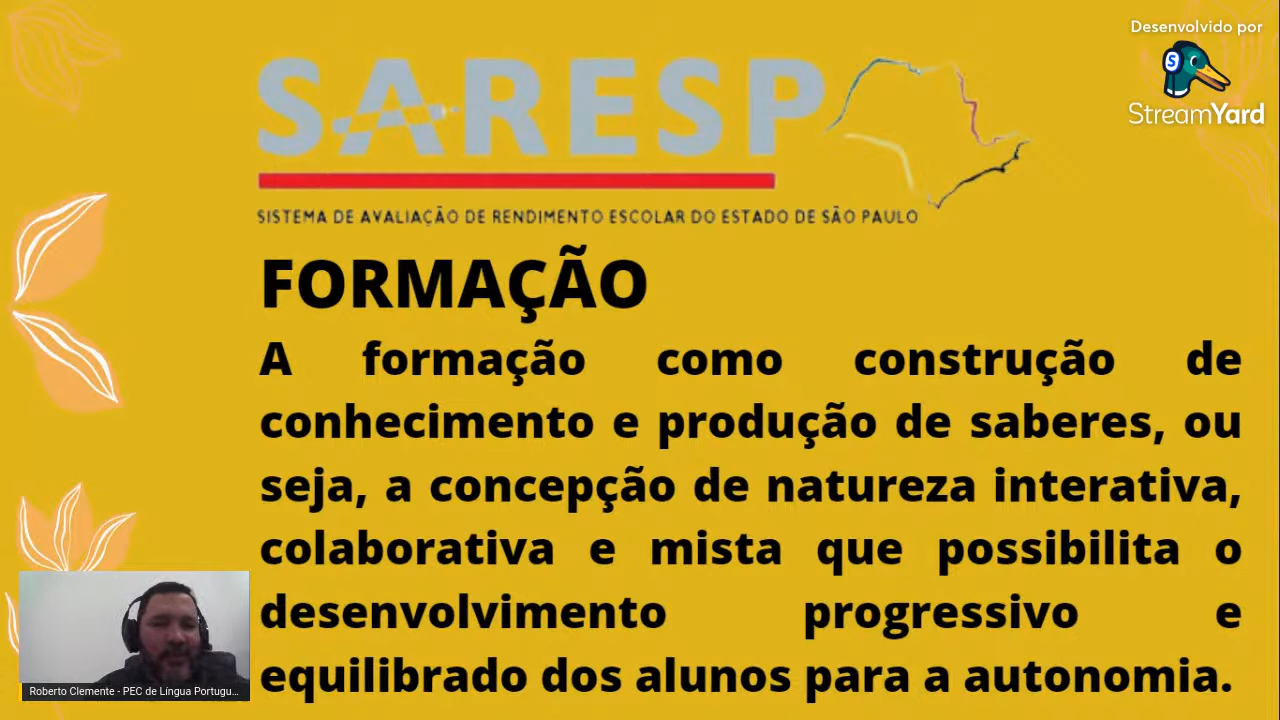 Desenvolvido por
StreamYard
SARESP
SISTEMA DE AVALIAÇÃO DE RENDIMENTO ESCOLAR DO ESTADO DE SÃO PAULO
FORMAÇÃO
A formação como construção de
conhecimento e produção de saberes, ou
seja, a concepção de natureza interativa,
colaborativa e mista que possibilita o
desenvolvimento progressivo e
equilibrado dos alunos para a autonomia.
Roberto Clemente - PEC de Língua Portugu...